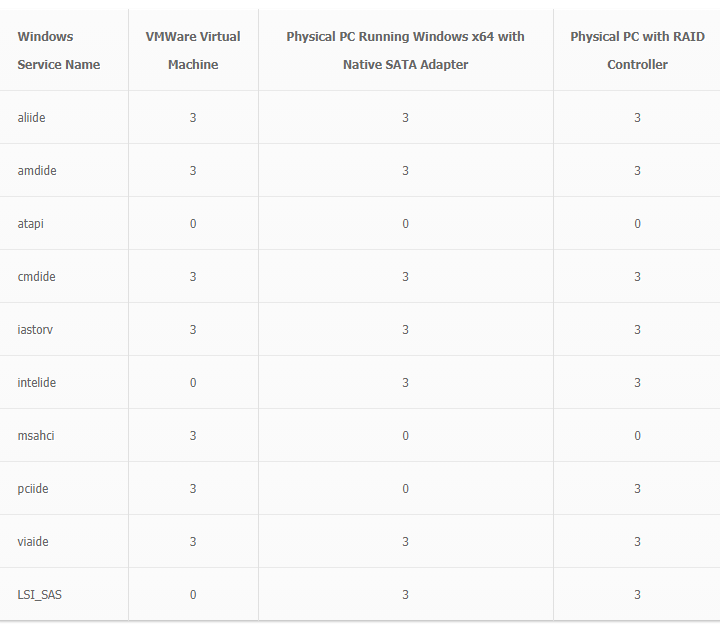 Windows Service Name VMWare Virtual Machine Physical PC Running Windows x64 with Native SATA Adapter Physical PC with RAID Controller
aliide 3 3 3
amdide 3 3 3
atapi 0 0 0
cmdide 3 3 3
iastorv 3 3 3
intelide 0 3 3
msahci 3 0 0
pciide 3 0 3
viaide 3 3 3
LSI_SAS 0 3 3